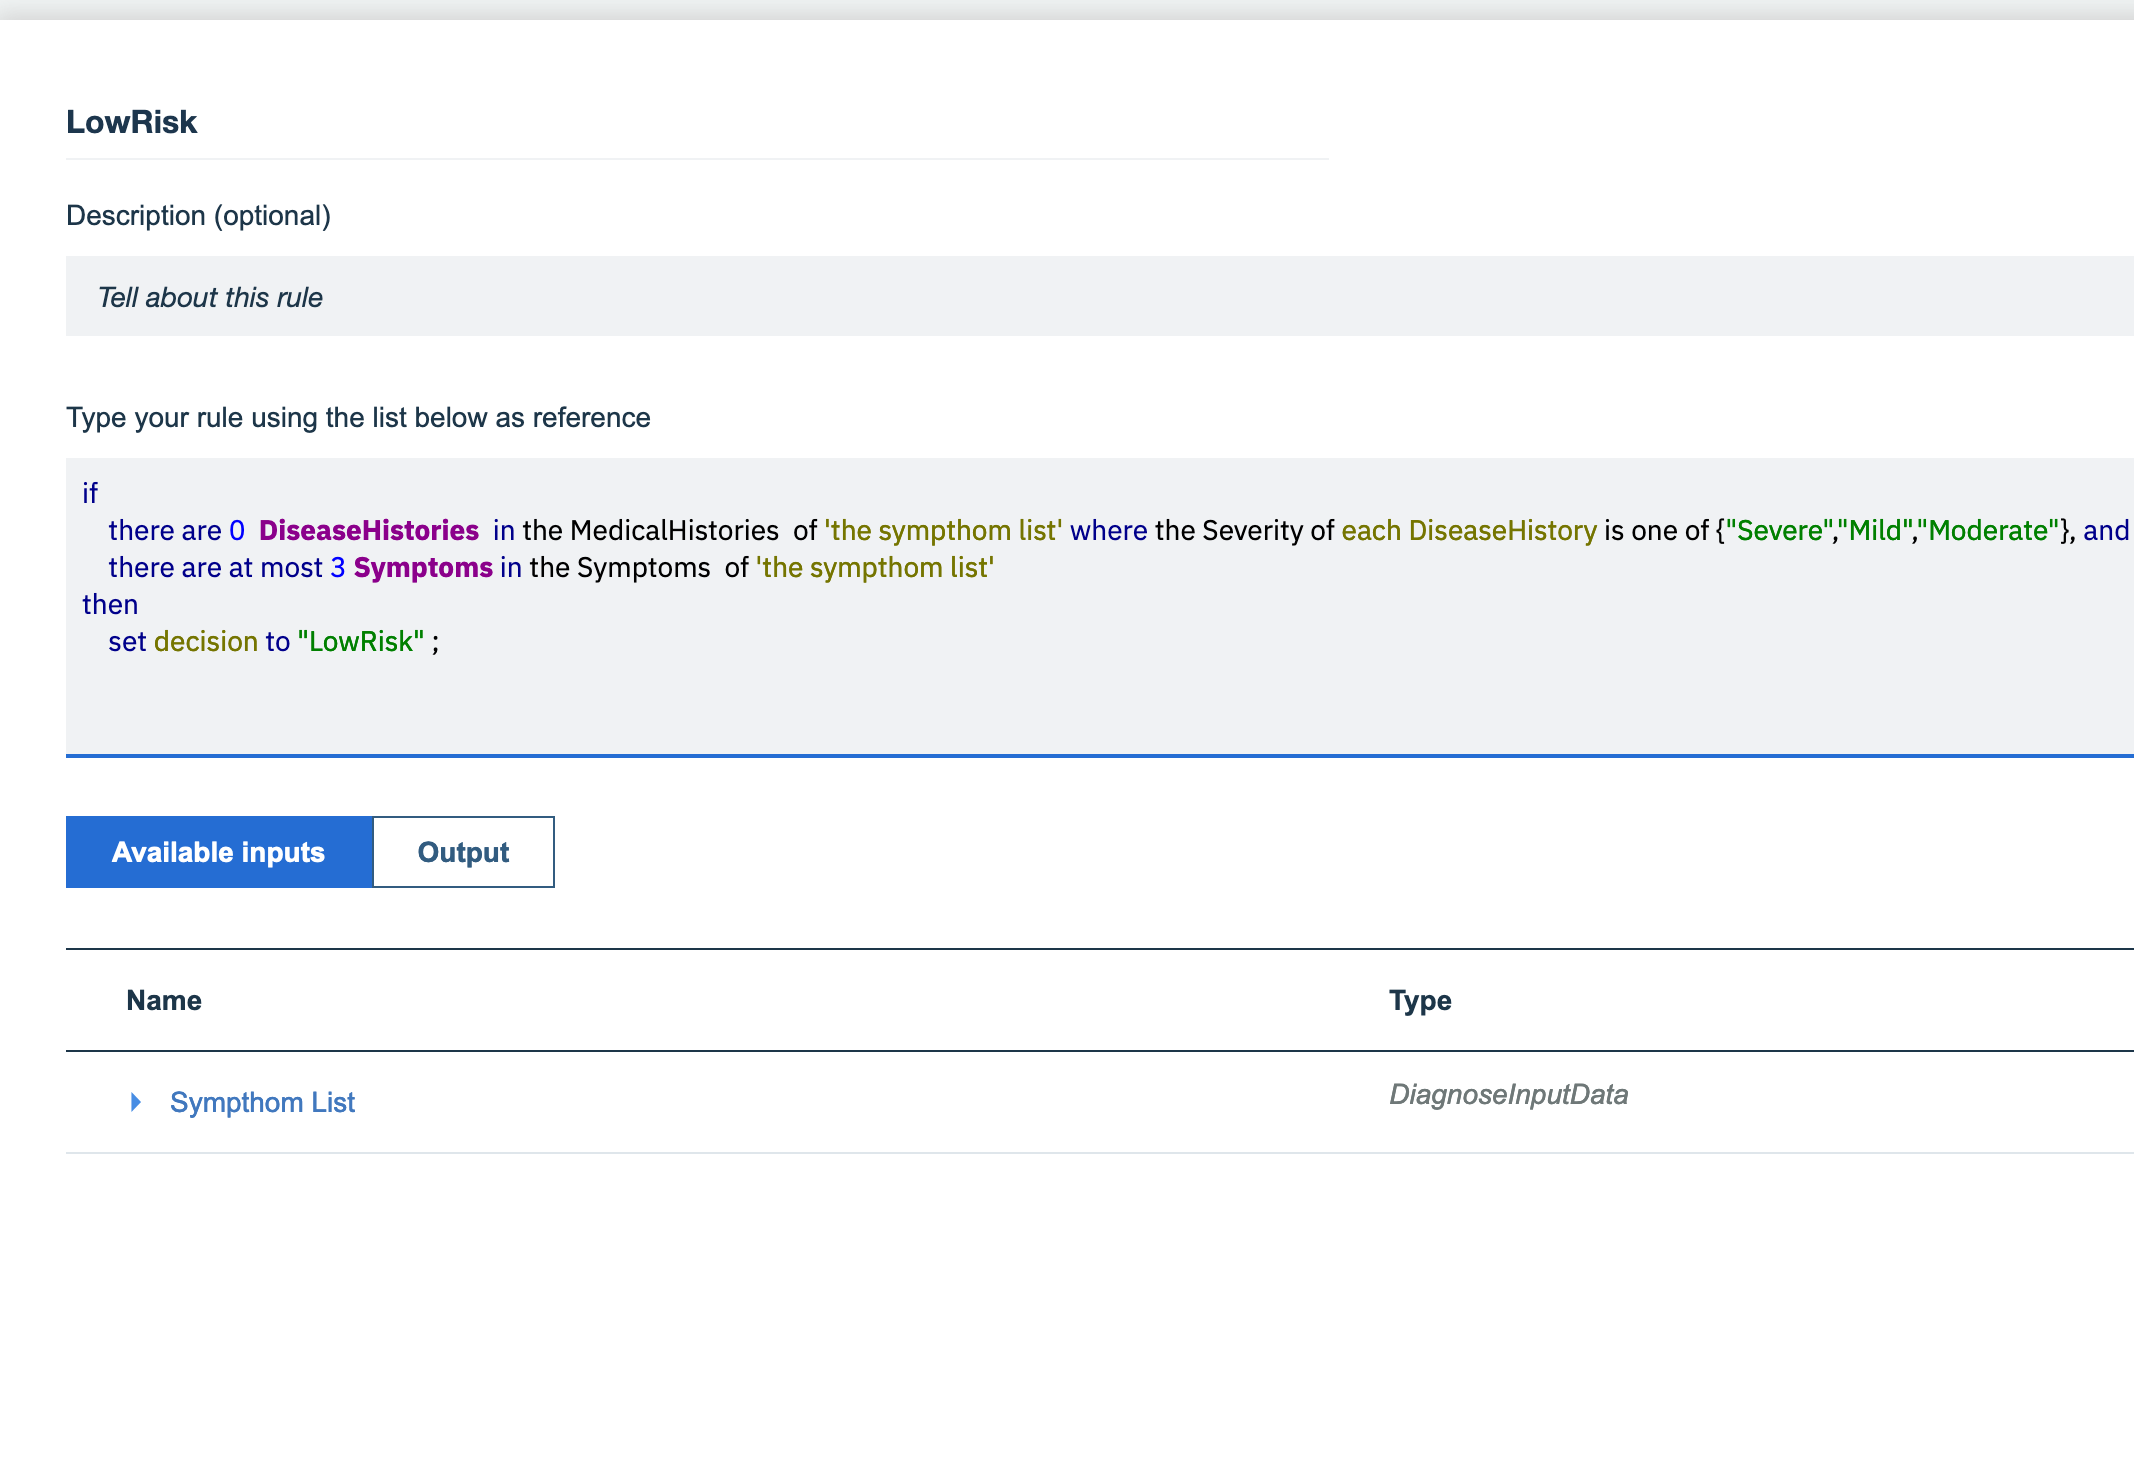 LowRisk
Description (optional)
Tell about this rule
Type your rule using the list below as reference
if
there are 0 DiseaseHistories in the MedicalHistories of 'the sympthom list' where the Severity of each DiseaseHistory is one of {"Severe","Mild","Moderate"}, and
there are at most 3 Symptoms in the Symptoms of 'the sympthom list'
then
set decision to "LowRisk" ;
Available inputs Output
Name Type
Sympthom List DiagnoseInputData